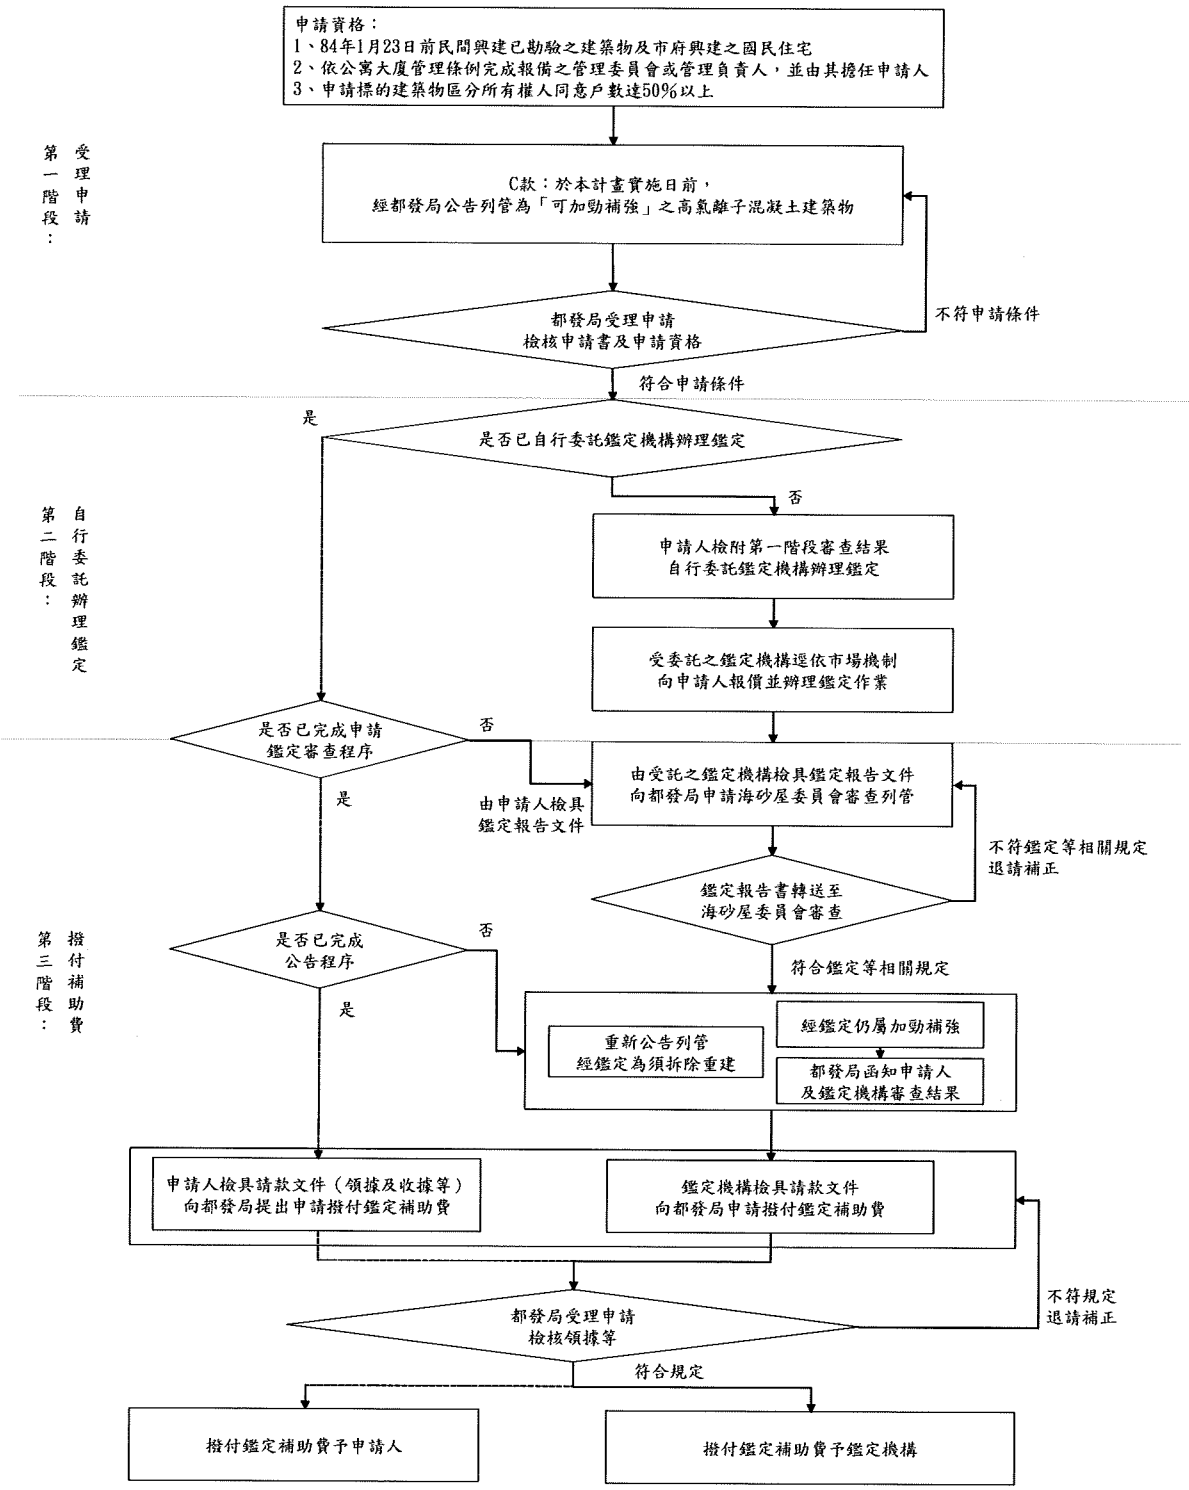 申請資格：
1、84年1月23日前民間興建已勘驗之建築物及市府興建之國民住宅
2、依公寓大廈管理條例完成報備之管理委員會或管理負責人，並由其擔任申請人
3、申請標的建築物區分所有權人同意戶數達50%以上
第一階段：
受理申請
C款：於本計畫實施日前，
經都發局公告列管為「可加勁補強」之高氯離子混凝土建築物
都發局受理申請
檢核申請書及申請資格
不符申請條件
符合申請條件
是
是否已自行委託鑑定機構辦理鑑定
否
第二階段：
自行委託辦理鑑定
申請人檢附第一階段審查結果
自行委託鑑定機構辦理鑑定
受委託之鑑定機構逕依市場機制
向申請人報價並辦理鑑定作業
是否已完成申請
鑑定審查程序
否
是
由申請人檢具
鑑定報告文件
由受託之鑑定機構檢具鑑定報告文件
向都發局申請海砂屋委員會審查列管
不符鑑定等相關規定
退請補正
鑑定報告書轉送至
海砂屋委員會審查
第三階段：
撥付補助費
是否已完成
公告程序
否
是
符合鑑定等相關規定
重新公告列管
經鑑定為須拆除重建
經鑑定仍屬加勁補強
都發局函知申請人
及鑑定機構審查結果
申請人檢具請款文件（領據及收據等）
向都發局提出申請撥付鑑定補助費
鑑定機構檢具請款文件
向都發局申請撥付鑑定補助費
都發局受理申請
檢核領據等
不符規定
退請補正
符合規定
撥付鑑定補助費予申請人
撥付鑑定補助費予鑑定機構